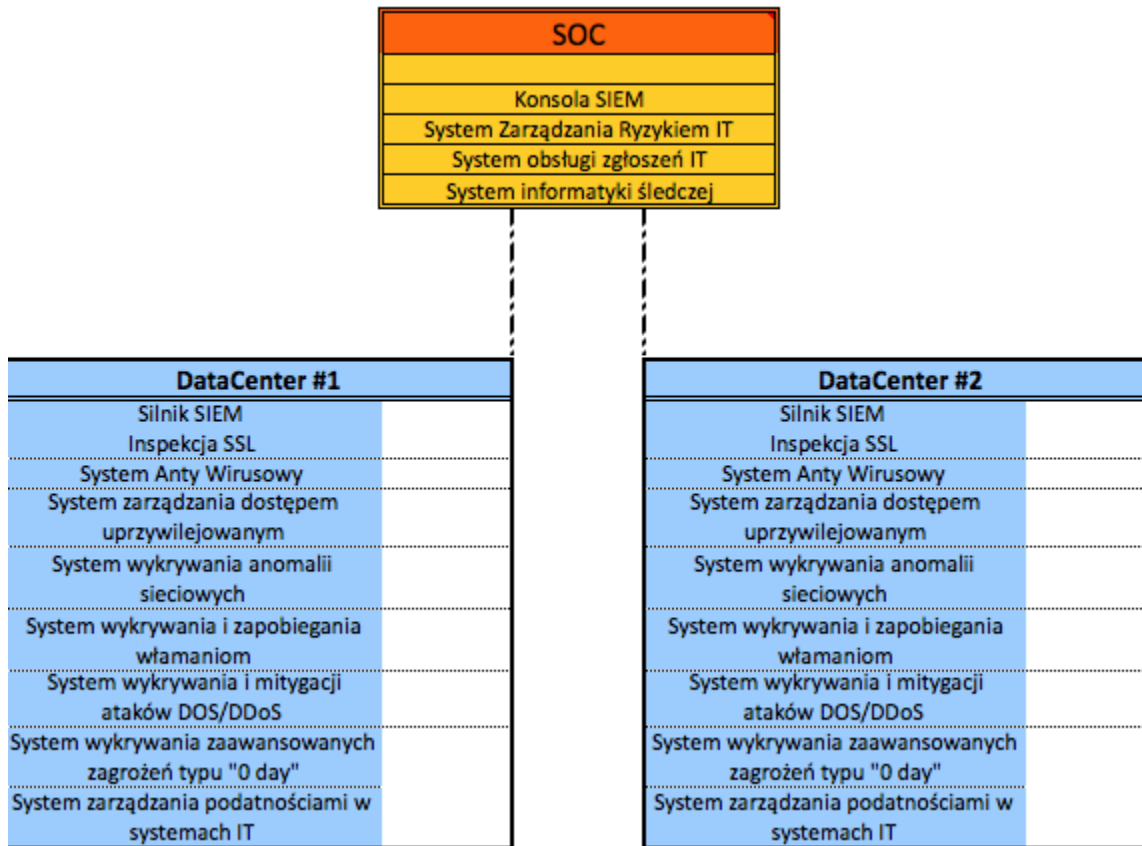 SOC
Konsola SIEM
System Zarządzania Ryzykiem IT
System obsługi zgłoszeń IT
System informatyki śledczej
DataCenter #1
Silnik SIEM
Inspekcja SSL
System Anty Wirusowy
System zarządzania dostępem
uprzywilejowanym
System wykrywania anomalii
sieciowych
System wykrywania i zapobiegania
włamaniom
System wykrywania i mitygacji
ataków DOS/DDoS
System wykrywania zaawansowanych
zagrożeń typu "0 day"
System zarządzania podatnościami w
systemach IT
DataCenter #2
Silnik SIEM
Inspekcja SSL
System Anty Wirusowy
System zarządzania dostępem
uprzywilejowanym
System wykrywania anomalii
sieciowych
System wykrywania i zapobiegania
włamaniom
System wykrywania i mitygacji
ataków DOS/DDoS
System wykrywania zaawansowanych
zagrożeń typu "0 day"
System zarządzania podatnościami w
systemach IT